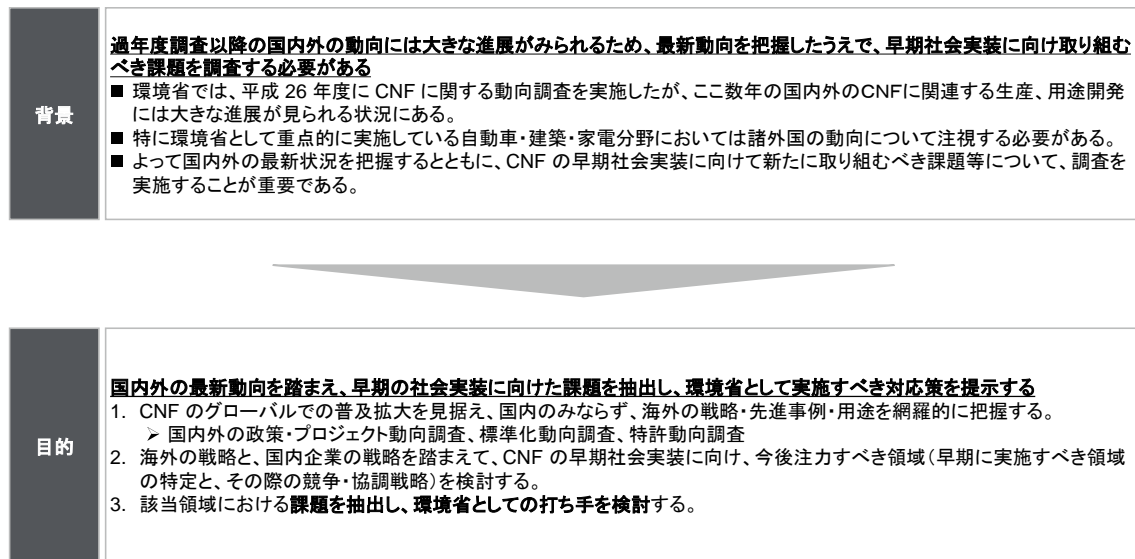 背景
過年度調査以降の国内外の動向には大きな進展がみられるため、最新動向を把握したうえで、早期社会実装に向け取り組む
べき課題を調査する必要がある
■ 環境省では、平成 26 年度に CNF に関する動向調査を実施したが、ここ数年の国内外のCNFに関連する生産、用途開発
には大きな進展が見られる状況にある。
■ 特に環境省として重点的に実施している自動車・建築・家電分野においては諸外国の動向について注視する必要がある。
■ よって国内外の最新状況を把握するとともに、CNF の早期社会実装に向けて新たに取り組むべき課題等について、調査を
実施することが重要である。
目的
国内外の最新動向を踏まえ、早期の社会実装に向けた課題を抽出し、環境省として実施すべき対応策を提示する
1. CNF のグローバルでの普及拡大を見据え、国内のみならず、海外の戦略・先進事例・用途を網羅的に把握する。
➢ 国内外の政策・プロジェクト動向調査、標準化動向調査、特許動向調査
2. 海外の戦略と、国内企業の戦略を踏まえて、CNF の早期社会実装に向け、今後注力すべき領域（早期に実施すべき領域
の特定と、その際の競争・協調戦略）を検討する。
3. 該当領域における課題を抽出し、環境省としての打ち手を検討する。